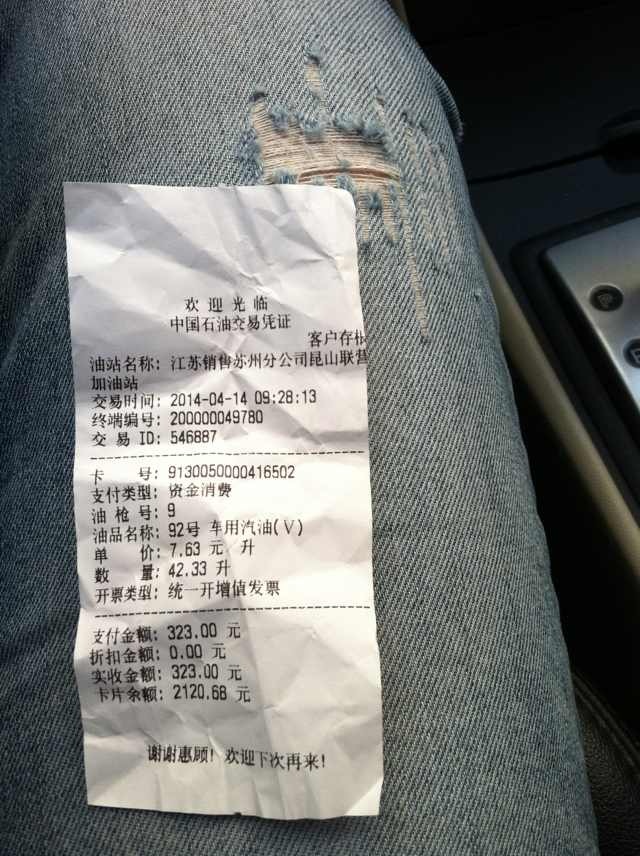 欢迎光临
中国石油交易凭证
客户存根
油站名称: 江苏销售苏州分公司昆山联营
加油站
交易时间: 2014-04-14 09:28:13
终端编号: 200000049780
交 易 ID: 546887
卡 号: 9130050000416502
支付类型: 资金消费
油 枪 号: 9
油品名称: 92号 车用汽油(Ⅴ)
单 价: 7.63 元／升
数 量: 42.33 升
开票类型: 统一开增值发票
支付金额: 323.00 元
折扣金额: 0.00 元
实收金额: 323.00 元
卡片余额: 2120.68 元
谢谢惠顾! 欢迎下次再来!